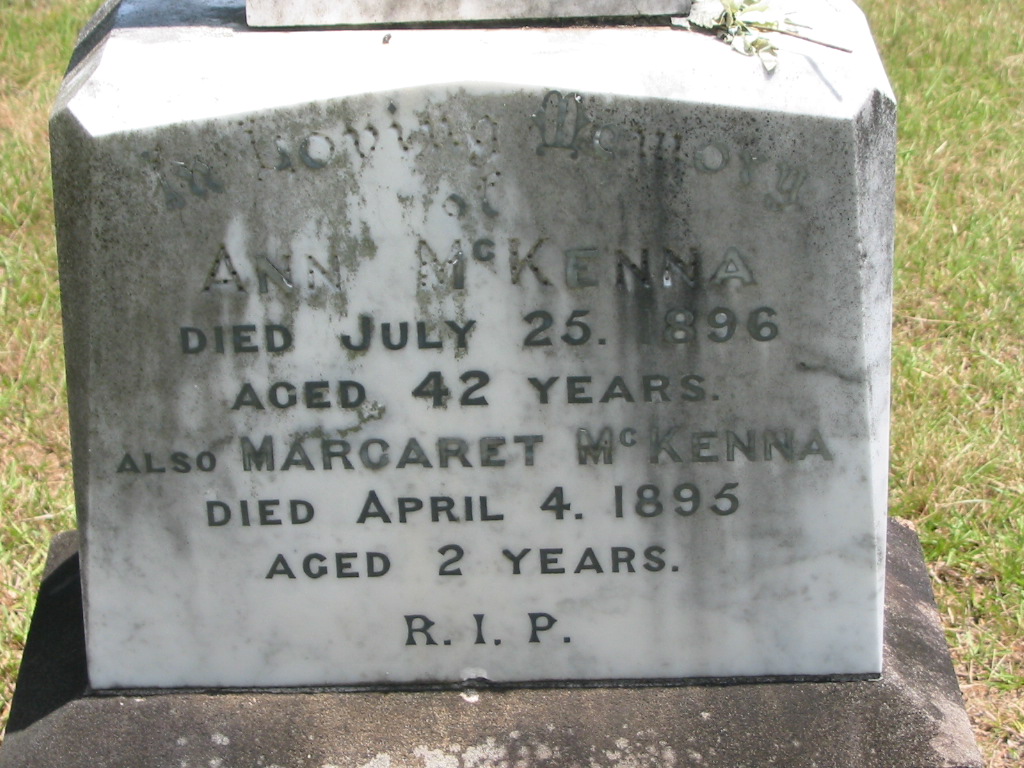 In Loving Memory
of
ANN McKENNA
DIED JULY 25. 1896
AGED 42 YEARS.
ALSO MARGARET McKENNA
DIED APRIL 4. 1895
AGED 2 YEARS.
R. I. P.